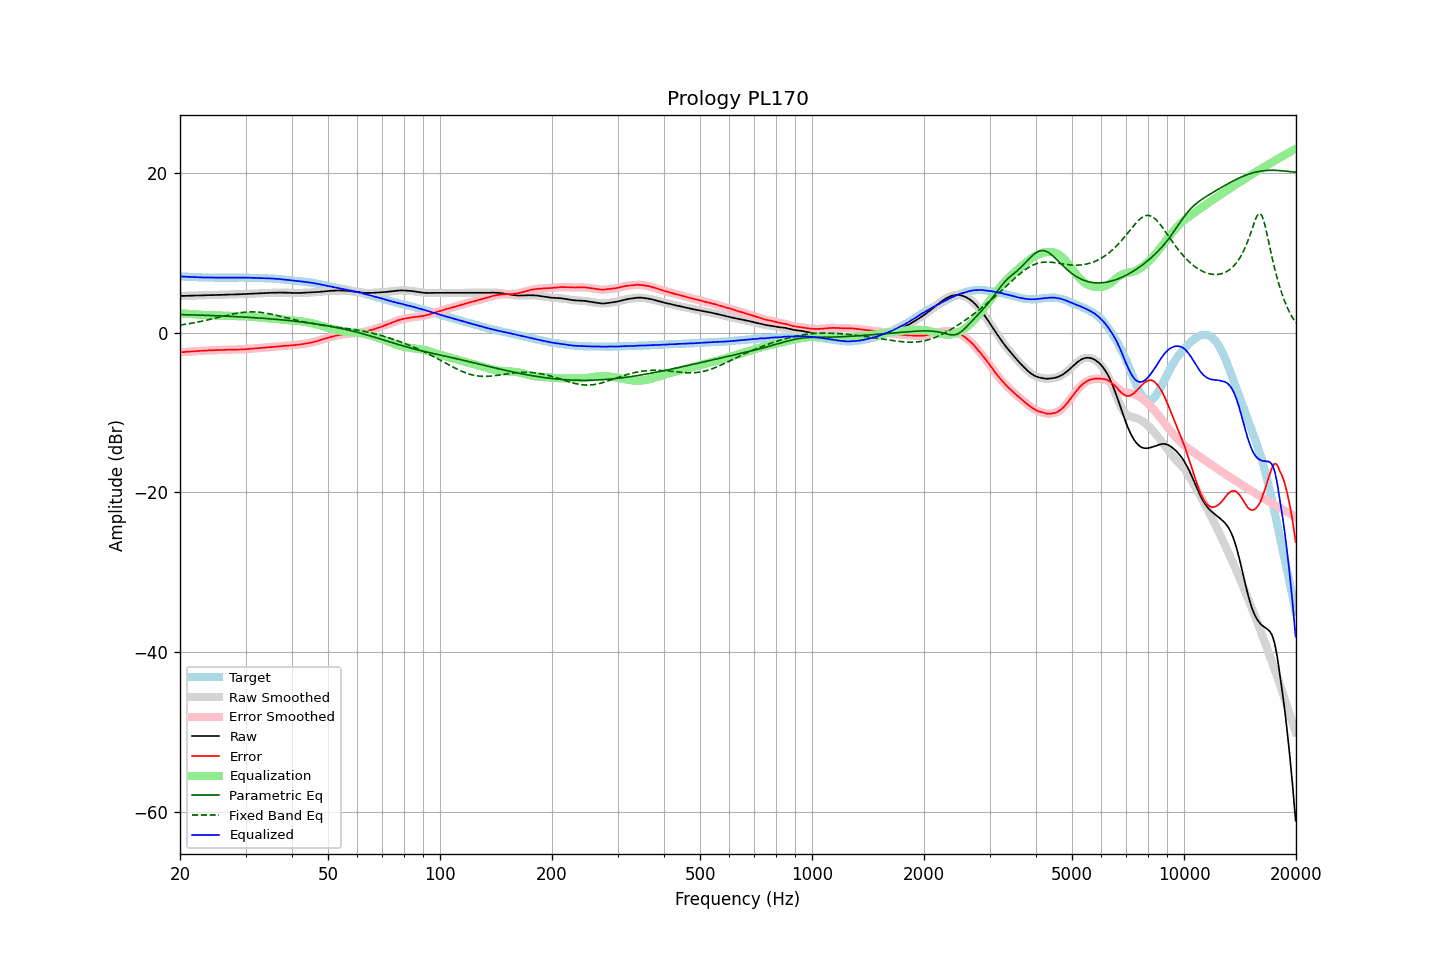 Prology PL170
20
0
−20
−40
−60
Amplitude (dBr)
Target
Raw Smoothed
Error Smoothed
Raw
Error
Equalization
Parametric Eq
Fixed Band Eq
Equalized
20
50
100
200
500
1000
2000
5000
10000
20000
Frequency (Hz)